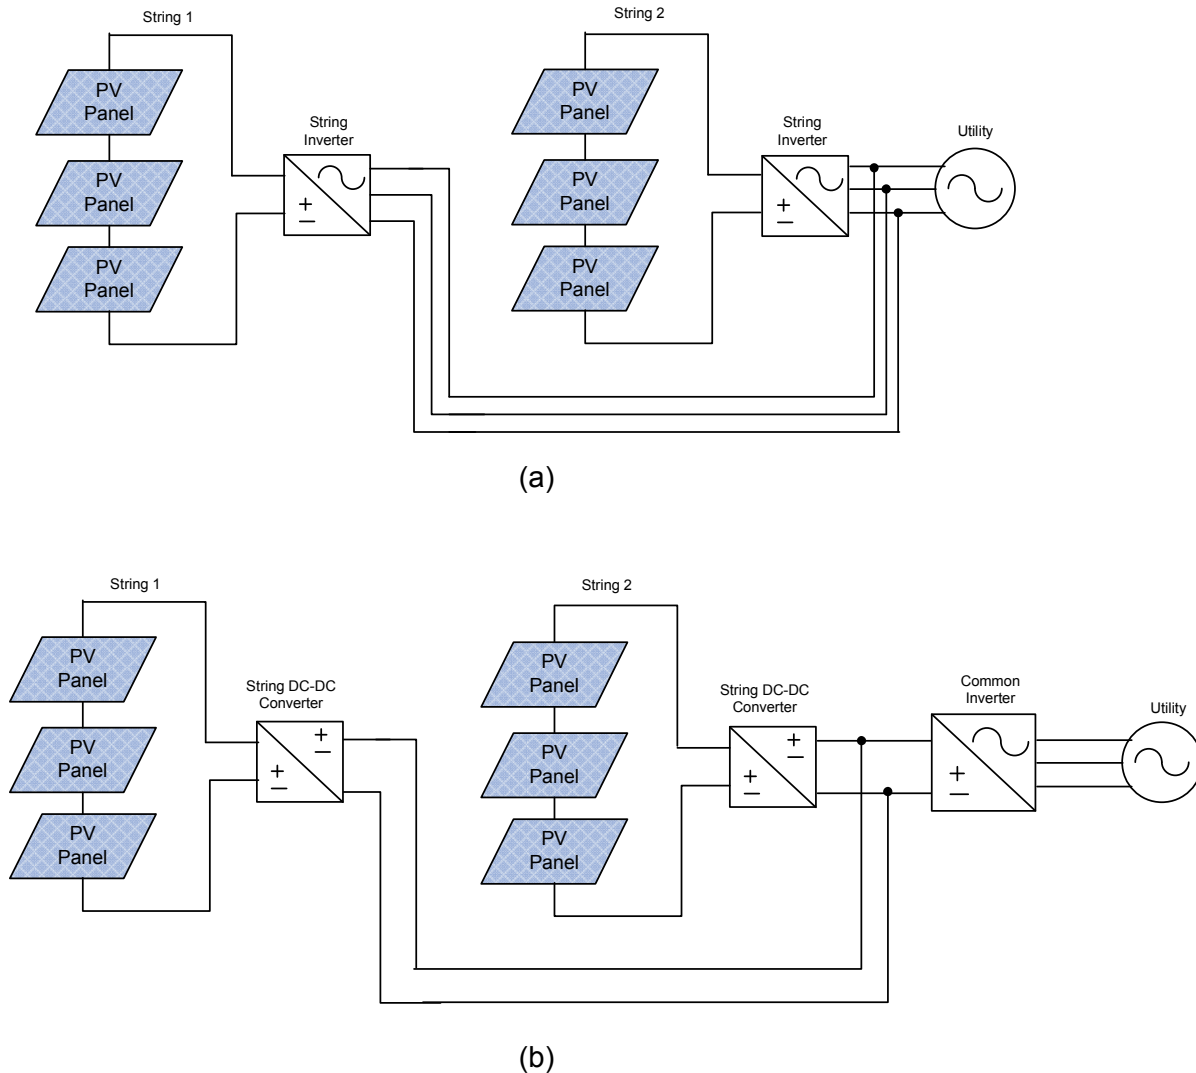 String 1
String 2
PV
Panel
PV
Panel
PV
Panel
String
Inverter
+
−
PV
Panel
PV
Panel
PV
Panel
String
Inverter
+
−
Utility
(a)
String 1
String 2
PV
Panel
PV
Panel
PV
Panel
String DC-DC
Converter
+
−
+
−
PV
Panel
PV
Panel
PV
Panel
String DC-DC
Converter
+
−
+
−
Common
Inverter
+
−
Utility
(b)